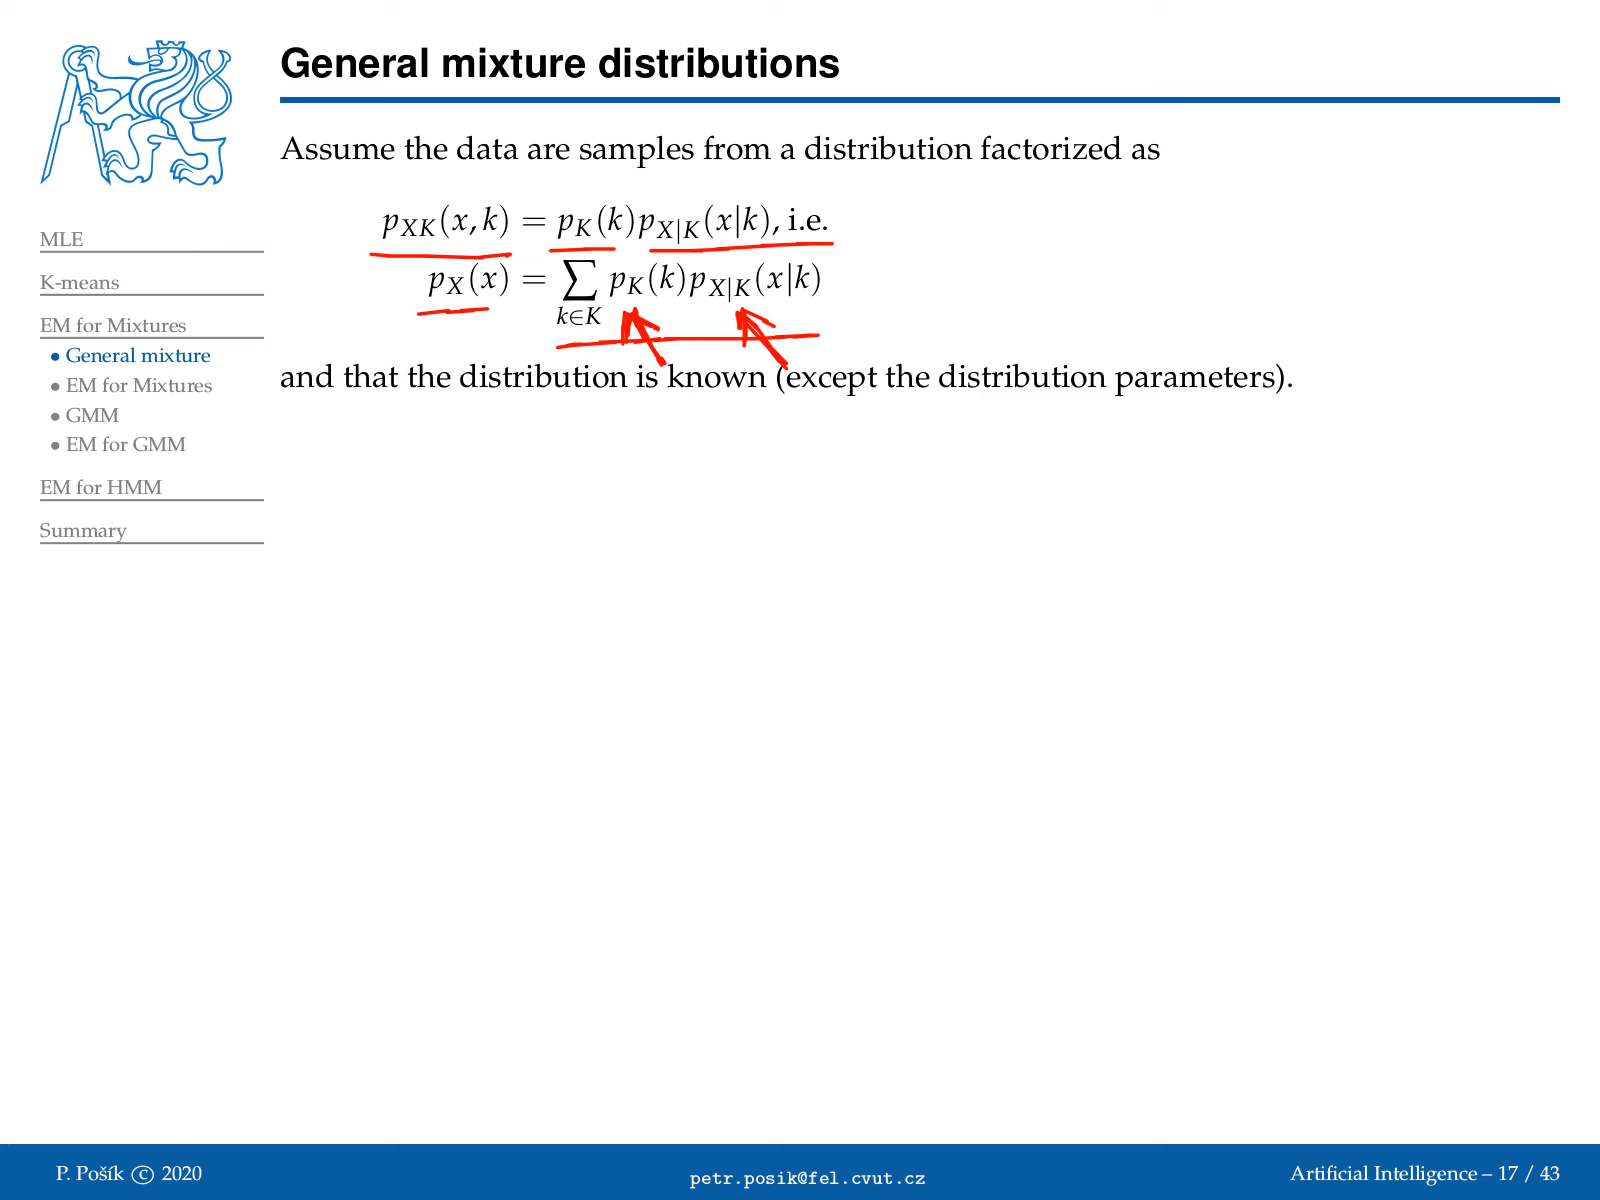 General mixture distributions
Assume the data are samples from a distribution factorized as
p_{XK}(x, k) = p_K(k)p_{X|K}(x|k), i.e.
p_X(x) = ∑_{k∈K} p_K(k)p_{X|K}(x|k)
and that the distribution is known (except the distribution parameters).
MLE
K-means
EM for Mixtures
• General mixture
• EM for Mixtures
• GMM
• EM for GMM
EM for HMM
Summary
P. Pošík © 2020
petr.posik@fel.cvut.cz
Artificial Intelligence – 17 / 43